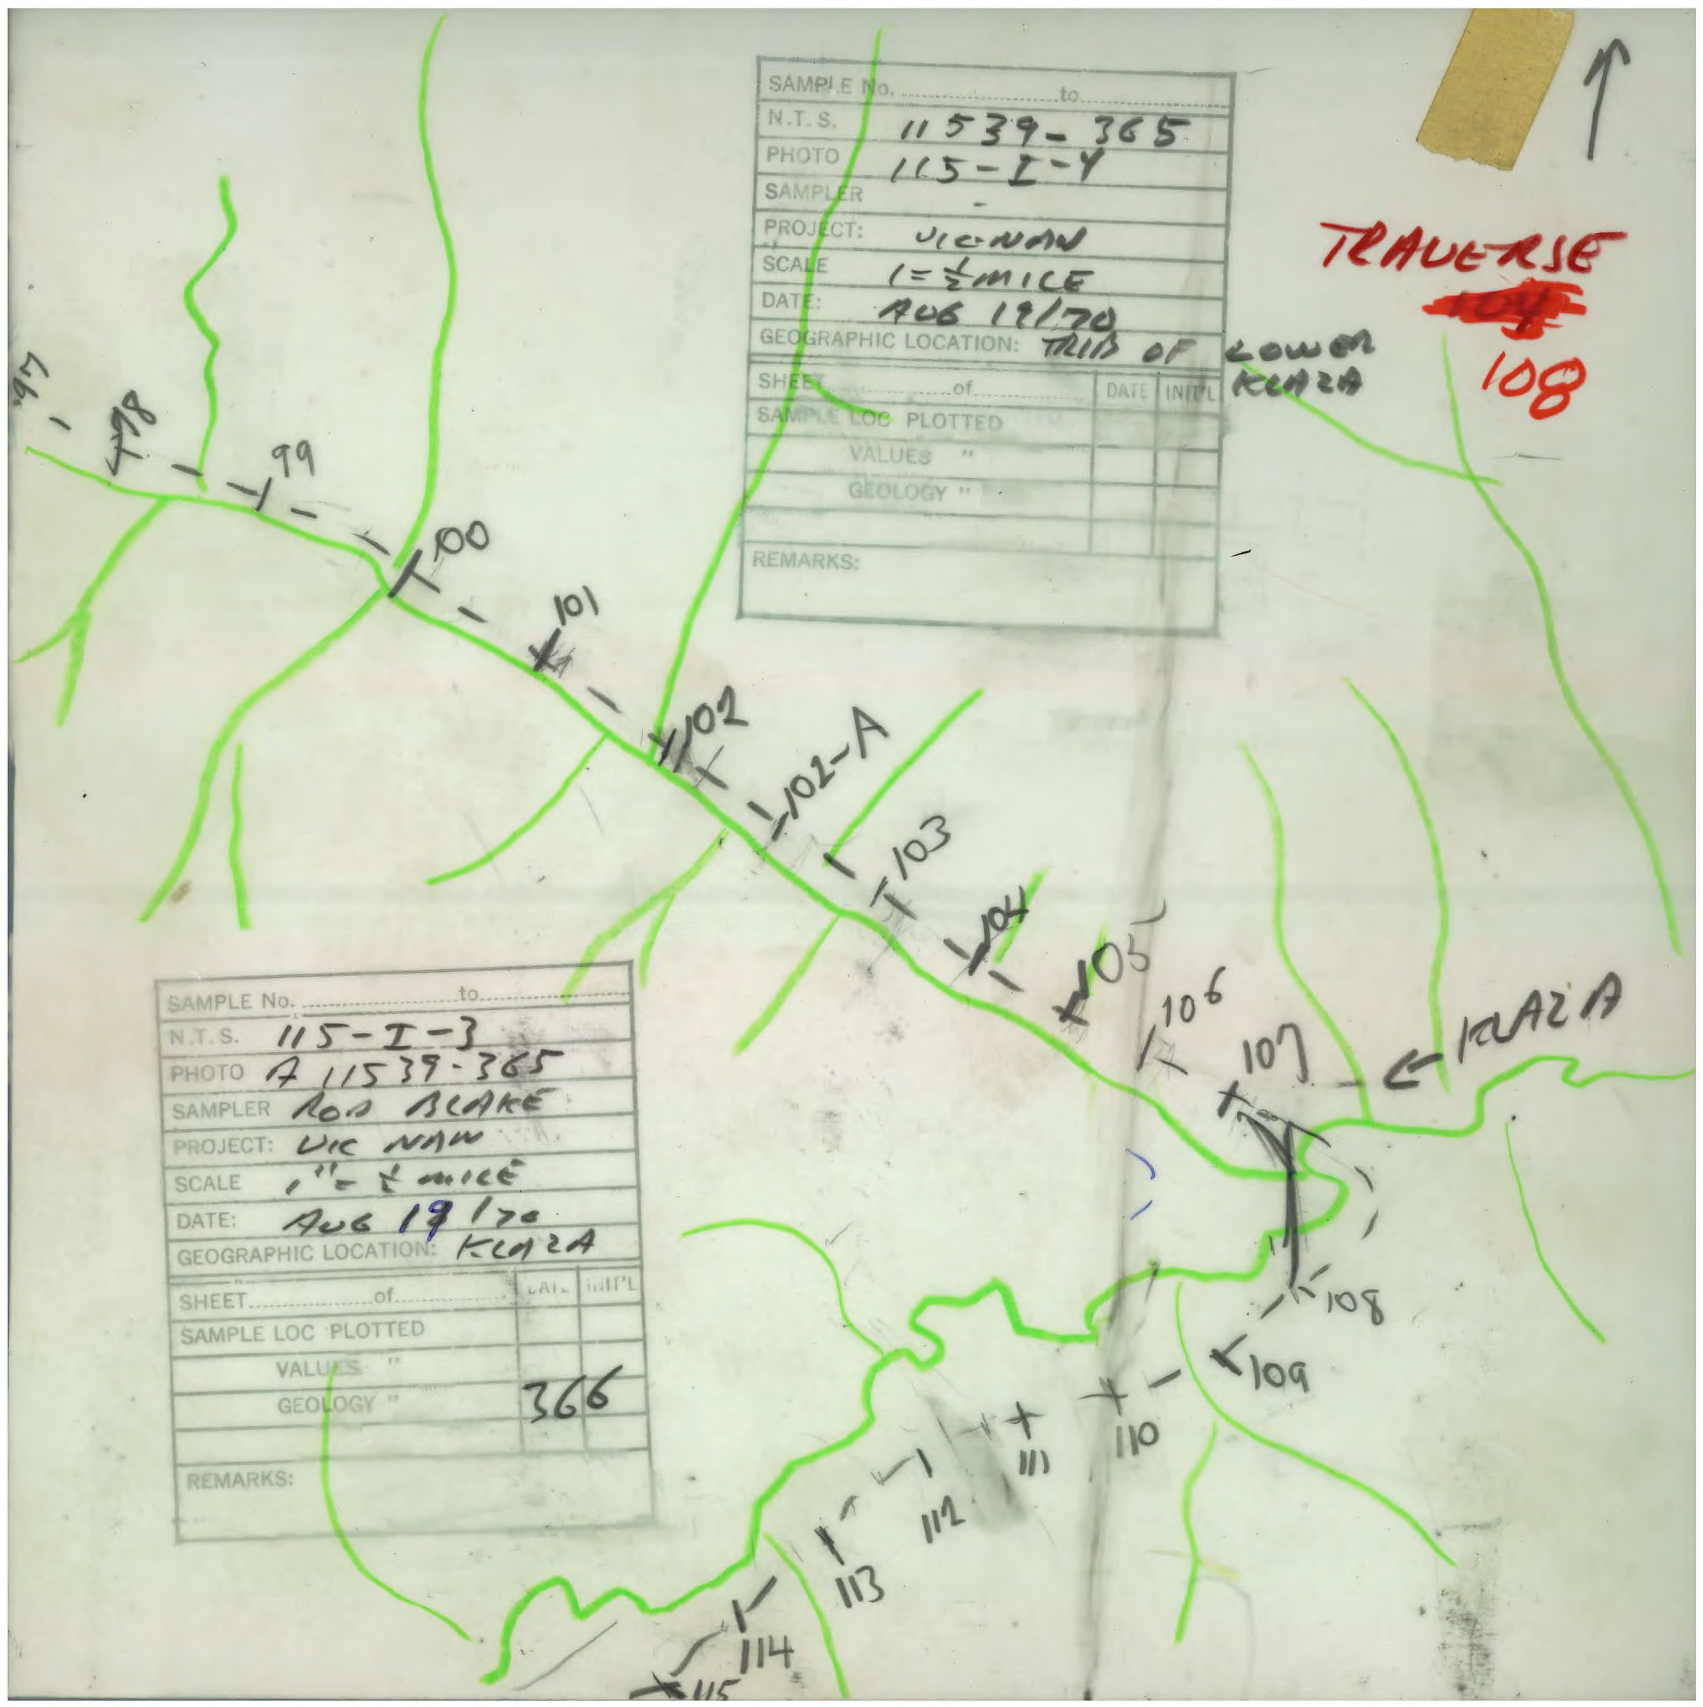 SAMPLE No. to
N.T.S. 11539-365
PHOTO 115-I-4
SAMPLER -
PROJECT: VIC-NAW
SCALE 1=½ MILE
DATE: AUG 19/70
GEOGRAPHIC LOCATION: TRIB OF LOWER KLAZA
SHEET of DATE INIT'L
SAMPLE LOC PLOTTED
VALUES "
GEOLOGY "
REMARKS:
TRAVERSE
108
97
98
99
100
101
102
102-A
103
104
105
106
107
KLAZA
108
109
110
111
112
113
114
115
SAMPLE No. to
N.T.S. 115-I-3
PHOTO A 11539-365
SAMPLER ROD BLAKE
PROJECT: VIC NAW
SCALE 1"= ½ MILE
DATE: AUG 19/70
GEOGRAPHIC LOCATION: KLAZA
SHEET of DATE INIT'L
SAMPLE LOC PLOTTED
VALUES "
GEOLOGY " 366
REMARKS: